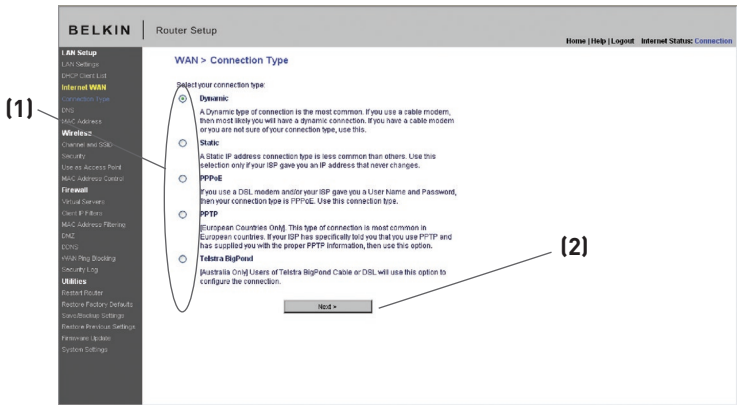 BELKIN
Router Setup
Home | Help | Logout Internet Status: Connection
LAN Setup
LAN Settings
DHCP Client List
Internet WAN
Connection Type
DNS
MAC Address
Wireless
Channel and SSID
Security
Use as Access Point
MAC Address Control
Firewall
Virtual Servers
Client IP Filters
MAC Address Filtering
DMZ
DDNS
WAN Ping Blocking
Security Log
Utilities
Restart Router
Restore Factory Defaults
Save/Backup Settings
Restore Previous Settings
Firmware Update
System Settings
(1)
WAN > Connection Type
Select your connection type:
Dynamic
A Dynamic type of connection is the most common. If you use a cable modem,
then most likely you will have a dynamic connection. If you have a cable modem
or you are not sure of your connection type, use this.
Static
A Static IP address connection type is less common than others. Use this
selection only if your ISP gave you an IP address that never changes.
PPPoE
If you use a DSL modem and/or your ISP gave you a User Name and Password,
then your connection type is PPPoE. Use this connection type.
PPTP
[European Countries Only]. This type of connection is most common in
European countries. If your ISP has specifically told you that you use PPTP and
has supplied you with the proper PPTP information, then use this option.
Telstra BigPond
[Australia Only] Users of Telstra BigPond Cable or DSL will use this option to
configure the connection.
Next >
(2)